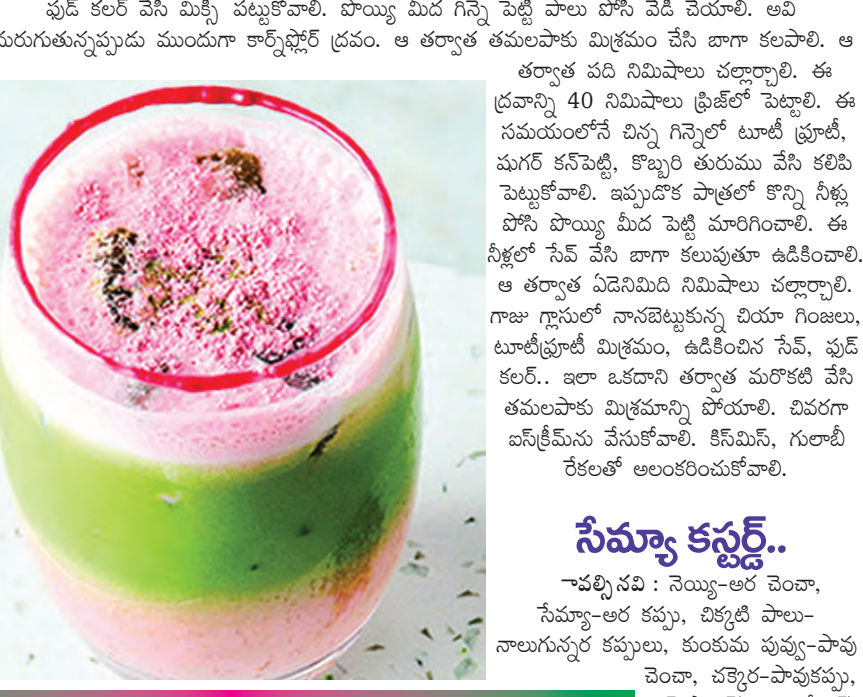 ఫుడ్ కలర్ వేసి మిక్సీ పట్టుకోవాలి. పొయ్యి మీద గిన్నె పెట్టి పాలు పోసి వేడి చేయాలి. అవి
మరుగుతున్నప్పుడు ముందుగా కార్న్‌ఫ్లోర్ ద్రవం. ఆ తర్వాత తమలపాకు మిశ్రమం చేసి బాగా కలపాలి. ఆ
తర్వాత పది నిమిషాలు చల్లార్చాలి. ఈ
ద్రవాన్ని 40 నిమిషాలు ఫ్రిజ్‌లో పెట్టాలి. ఈ
సమయంలోనే చిన్న గిన్నెలో టూటీ ఫ్రూటీ,
షుగర్ కన్‌పెట్టి, కొబ్బరి తురుము వేసి కలిపి
పెట్టుకోవాలి. ఇప్పుడొక పాత్రలో కొన్ని నీళ్లు
పోసి పొయ్యి మీద పెట్టి మారిగించాలి. ఈ
నీళ్లలో సేవ్ వేసి బాగా కలుపుతూ ఉడికించాలి.
ఆ తర్వాత ఏడెనిమిది నిమిషాలు చల్లార్చాలి.
గాజు గ్లాసులో నానబెట్టుకున్న చియా గింజలు,
టూటీఫ్రూటీ మిశ్రమం, ఉడికించిన సేవ్, ఫుడ్
కలర్.. ఇలా ఒకదాని తర్వాత మరొకటి వేసి
తమలపాకు మిశ్రమాన్ని పోయాలి. చివరగా
ఐస్‌క్రీమ్‌ను వేసుకోవాలి. కిస్‌మిస్, గులాబీ
రేకలతో అలంకరించుకోవాలి.
సేమ్యా కస్టర్డ్..
ావల్సినవి : నెయ్యి-అర చెంచా,
సేమ్యా-అర కప్పు, చిక్కటి పాలు-
నాలుగున్నర కప్పులు, కుంకుమ పువ్వు-పావు
చెంచా, చక్కెర-పావుకప్పు,